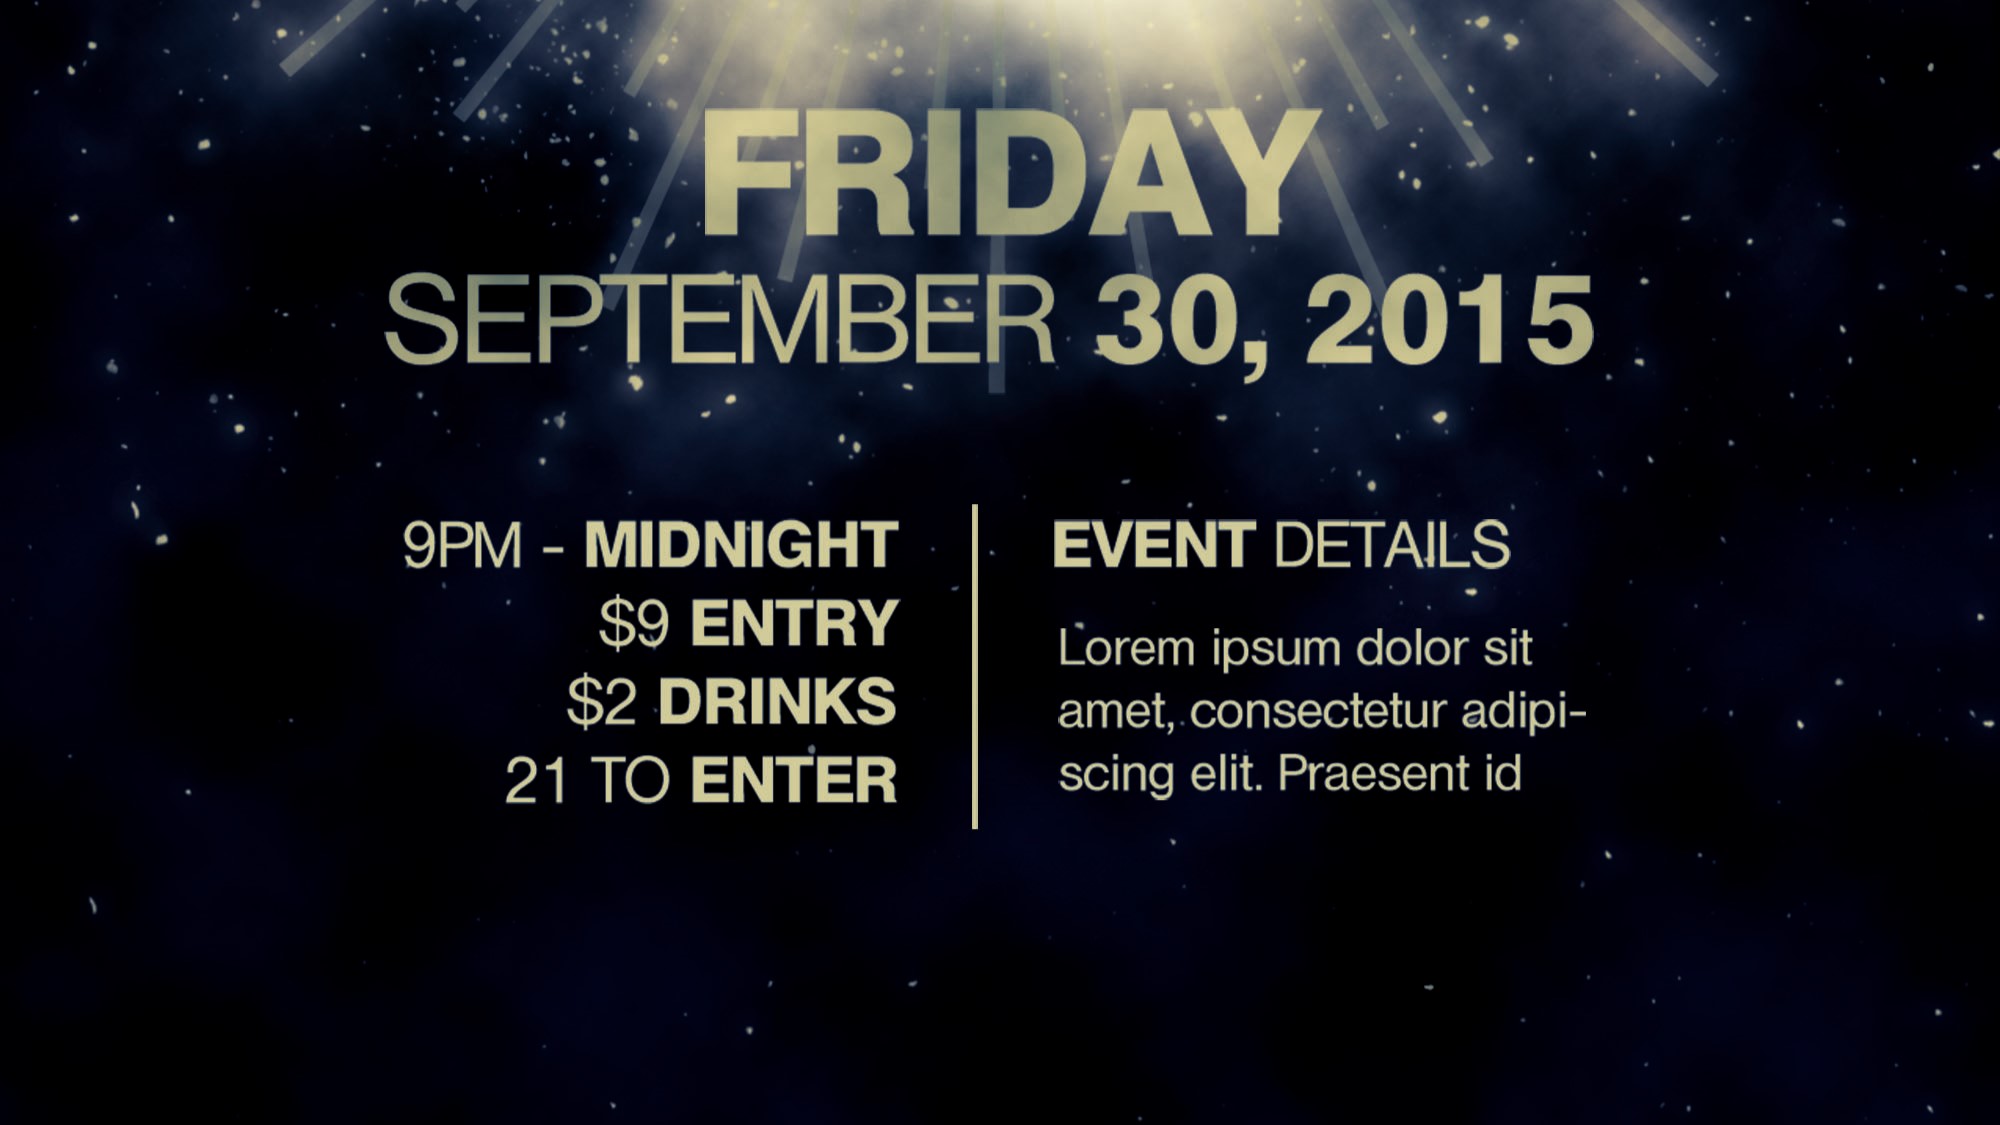 FRIDAY
SEPTEMBER 30, 2015
9PM - MIDNIGHT
$9 ENTRY
$2 DRINKS
21 TO ENTER
EVENT DETAILS
Lorem ipsum dolor sit
amet, consectetur adipi-
scing elit. Praesent id